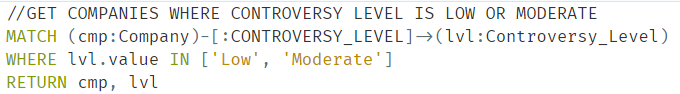 //GET COMPANIES WHERE CONTROVERSY LEVEL IS LOW OR MODERATE
MATCH (cmp:Company)-[:CONTROVERSY_LEVEL]->(lvl:Controversy_Level)
WHERE lvl.value IN ['Low', 'Moderate']
RETURN cmp, lvl